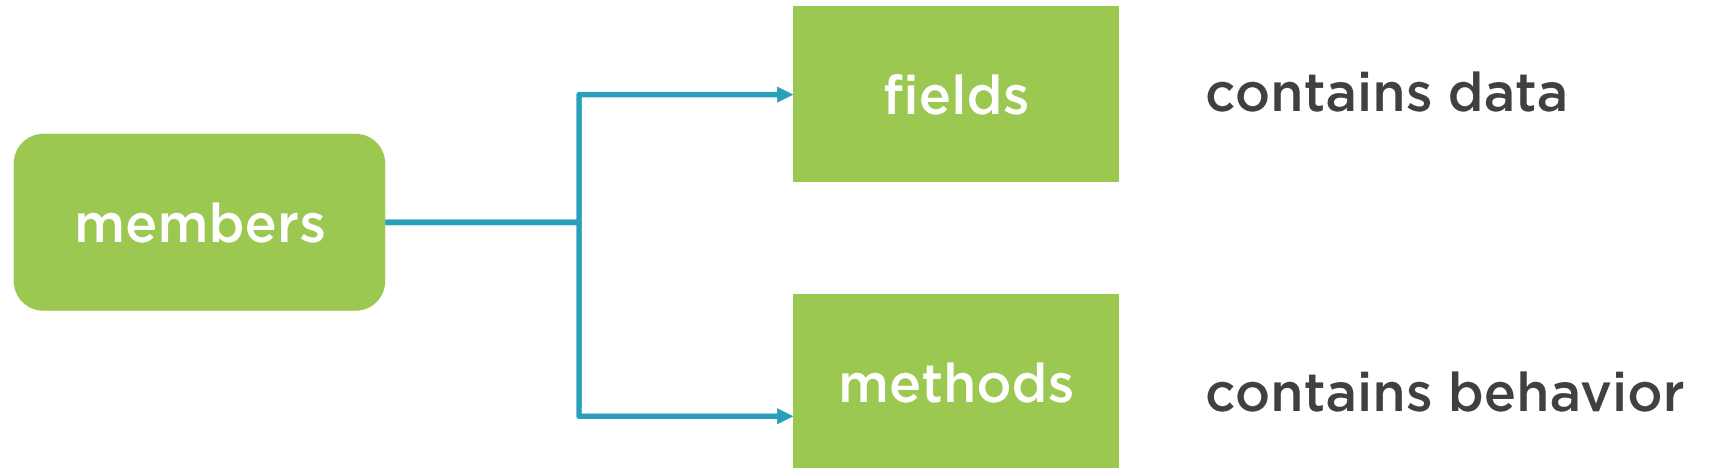 members
fields
contains data
methods
contains behavior